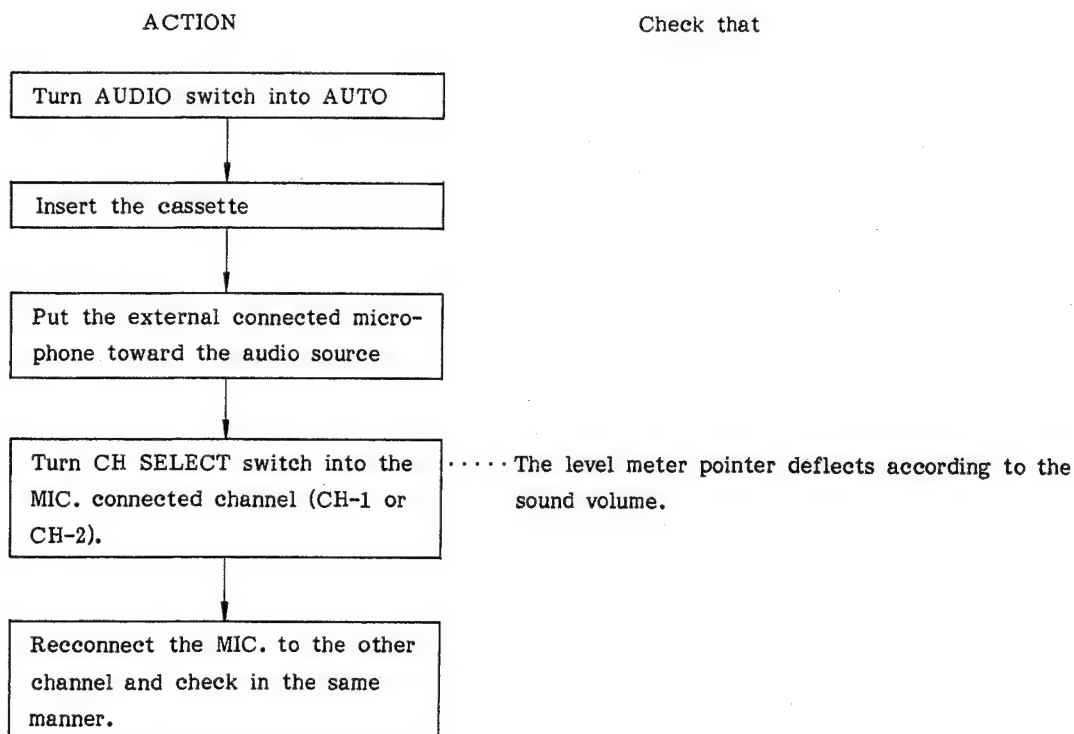 ACTION Check that
Turn AUDIO switch into AUTO
Insert the cassette
Put the external connected micro-
phone toward the audio source
Turn CH SELECT switch into the ····· The level meter pointer deflects according to the
MIC. connected channel (CH-1 or sound volume.
CH-2).
Recconnect the MIC. to the other
channel and check in the same
manner.